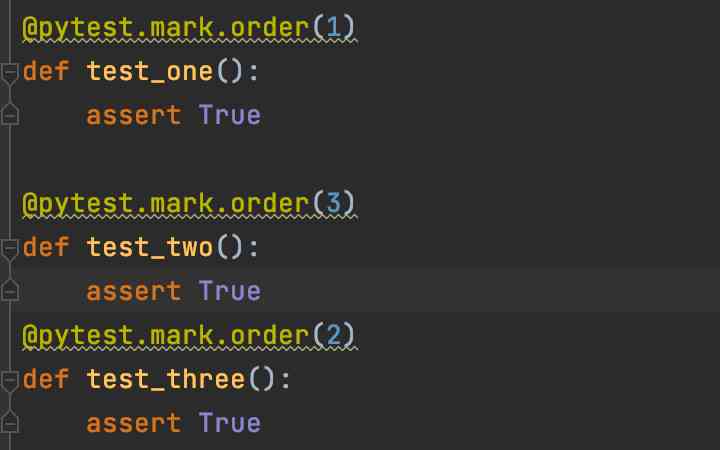 @pytest.mark.order(1)
def test_one():
    assert True

@pytest.mark.order(3)
def test_two():
    assert True
@pytest.mark.order(2)
def test_three():
    assert True